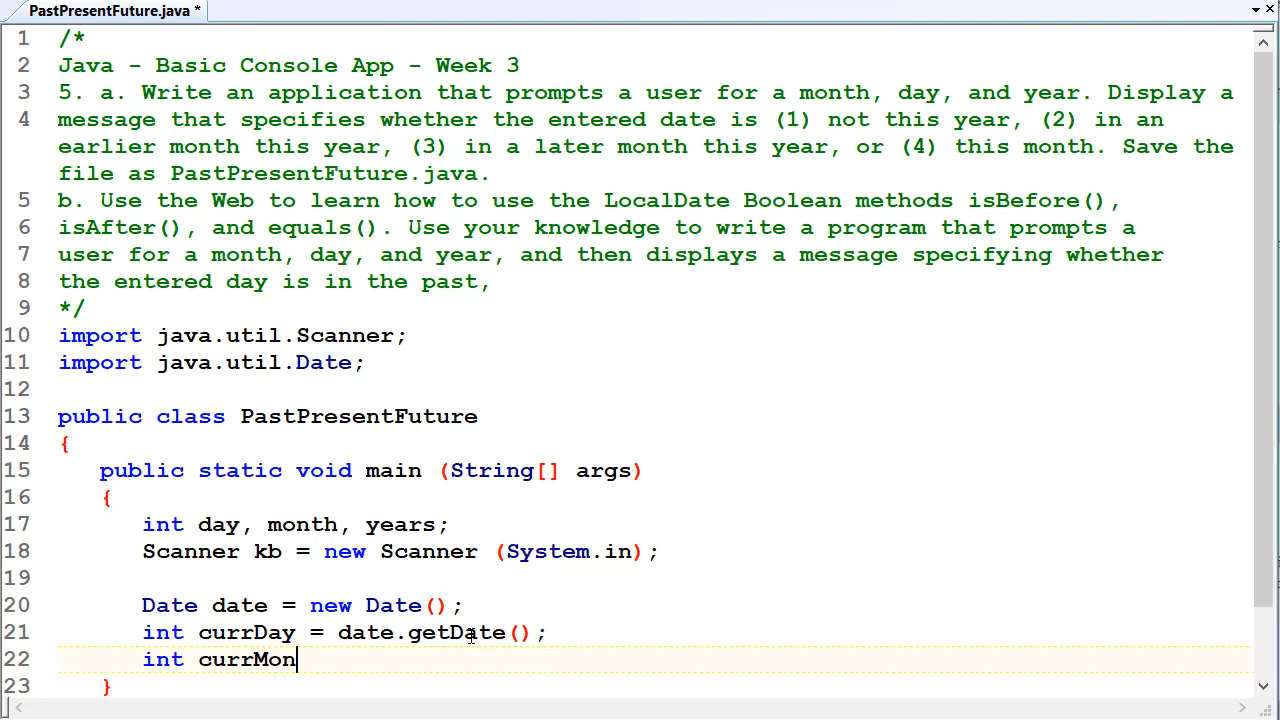 PastPresentFuture.java *
1 /*
2 Java - Basic Console App - Week 3
3 5. a. Write an application that prompts a user for a month, day, and year. Display a
4 message that specifies whether the entered date is (1) not this year, (2) in an
earlier month this year, (3) in a later month this year, or (4) this month. Save the
file as PastPresentFuture.java.
5 b. Use the Web to learn how to use the LocalDate Boolean methods isBefore(),
6 isAfter(), and equals(). Use your knowledge to write a program that prompts a
7 user for a month, day, and year, and then displays a message specifying whether
8 the entered day is in the past,
9 */
10 import java.util.Scanner;
11 import java.util.Date;
12
13 public class PastPresentFuture
14 {
15 public static void main (String[] args)
16 {
17 int day, month, years;
18 Scanner kb = new Scanner (System.in);
19
20 Date date = new Date();
21 int currDay = date.getDate();
22 int currMon
23 }